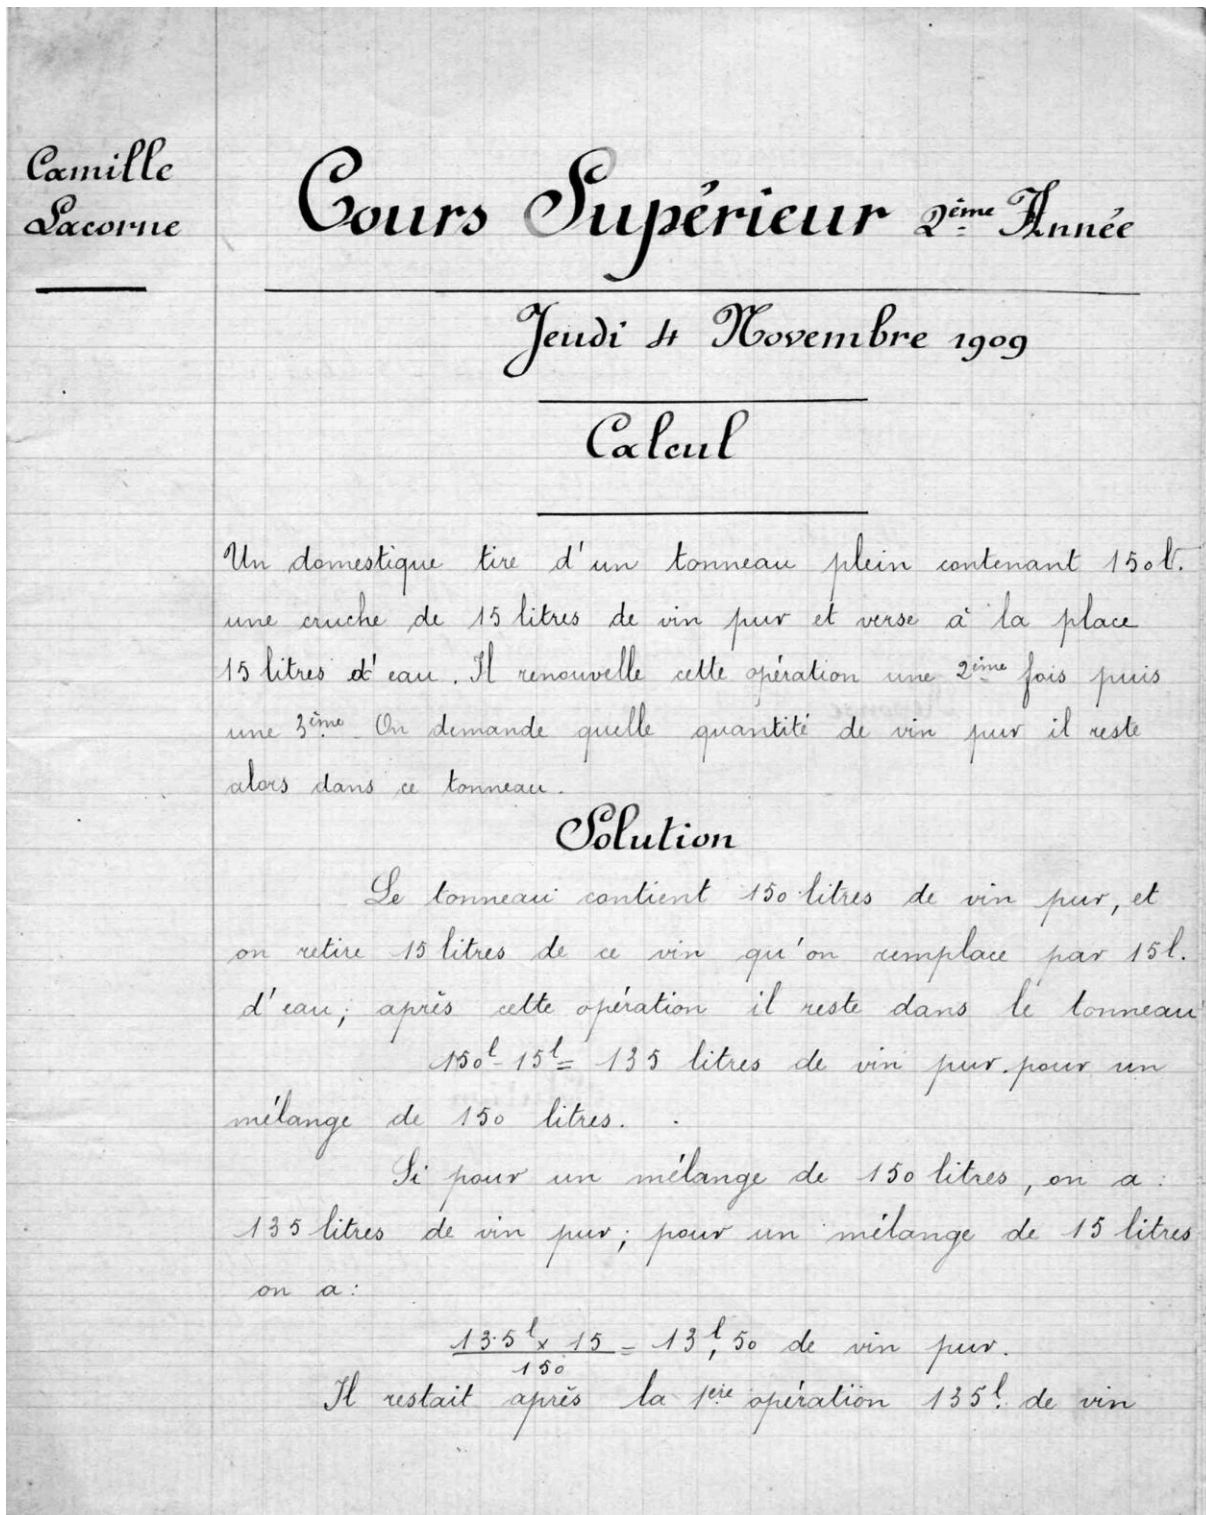 Camille
Lacorne
Cours Supérieur 2ème Année
Jeudi 4 Novembre 1909
Calcul
Un domestique tire d'un tonneau plein contenant 150 l.
une cruche de 15 litres de vin pur et verse à la place
15 litres d'eau. Il renouvelle cette opération une 2ème fois puis
une 3ème. On demande quelle quantité de vin pur il reste
alors dans ce tonneau.
Solution
Le tonneau contient 150 litres de vin pur, et
on retire 15 litres de ce vin qu'on remplace par 15 l.
d'eau; après cette opération il reste dans le tonneau
150l - 15l = 135 litres de vin pur. pour un
mélange de 150 litres.
Si pour un mélange de 150 litres, on a :
135 litres de vin pur; pour un mélange de 15 litres
on a :
135l x 15 / 150 = 13l,50 de vin pur.
Il restait après la 1ère opération 135 l. de vin